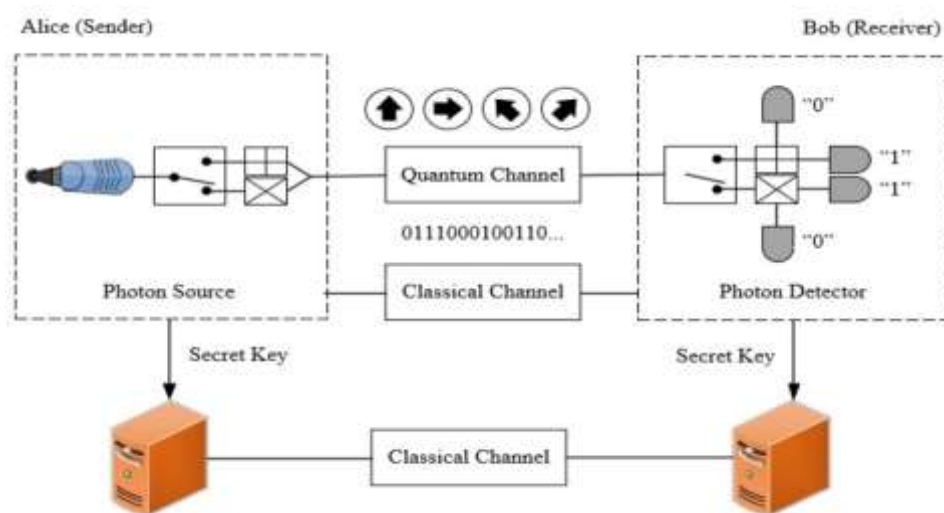 Alice (Sender)
Bob (Receiver)
“0”
“1”
Quantum Channel
“1”
0111000100110...
“0”
Photon Source
Classical Channel
Photon Detector
Secret Key
Secret Key
Classical Channel